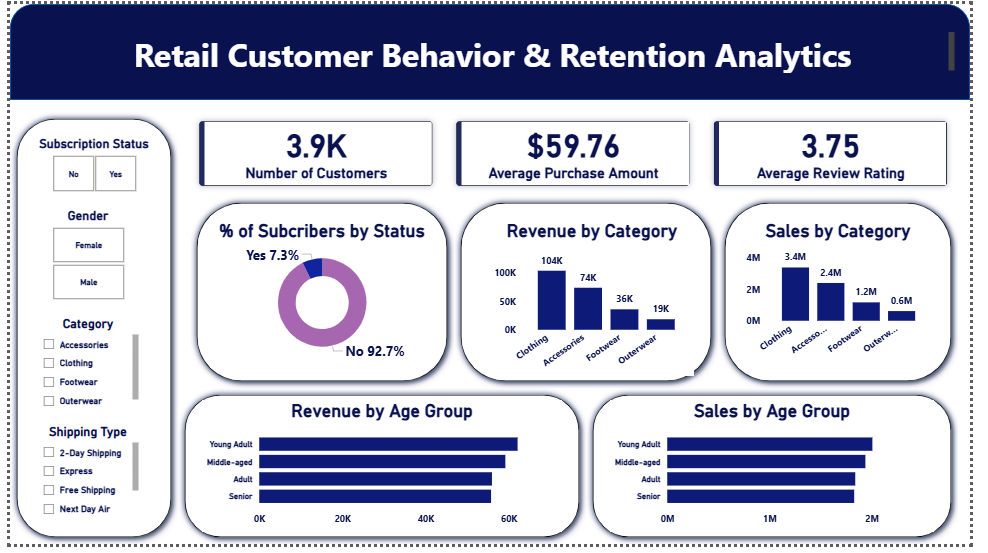 Retail Customer Behavior & Retention Analytics
Subscription Status
No Yes
Gender
Female
Male
Category
Accessories
Clothing
Footwear
Outerwear
Shipping Type
2-Day Shipping
Express
Free Shipping
Next Day Air
3.9K
Number of Customers
$59.76
Average Purchase Amount
3.75
Average Review Rating
% of Subcribers by Status
Yes 7.3%
No 92.7%
Revenue by Category
100K
50K
0K
104K
74K
36K
19K
Clothing
Accessories
Footwear
Outerwear
Sales by Category
4M
2M
0M
3.4M
2.4M
1.2M
0.6M
Clothing
Accesso...
Footwear
Outerw...
Revenue by Age Group
Young Adult
Middle-aged
Adult
Senior
0K 20K 40K 60K
Sales by Age Group
Young Adult
Middle-aged
Adult
Senior
0M 1M 2M